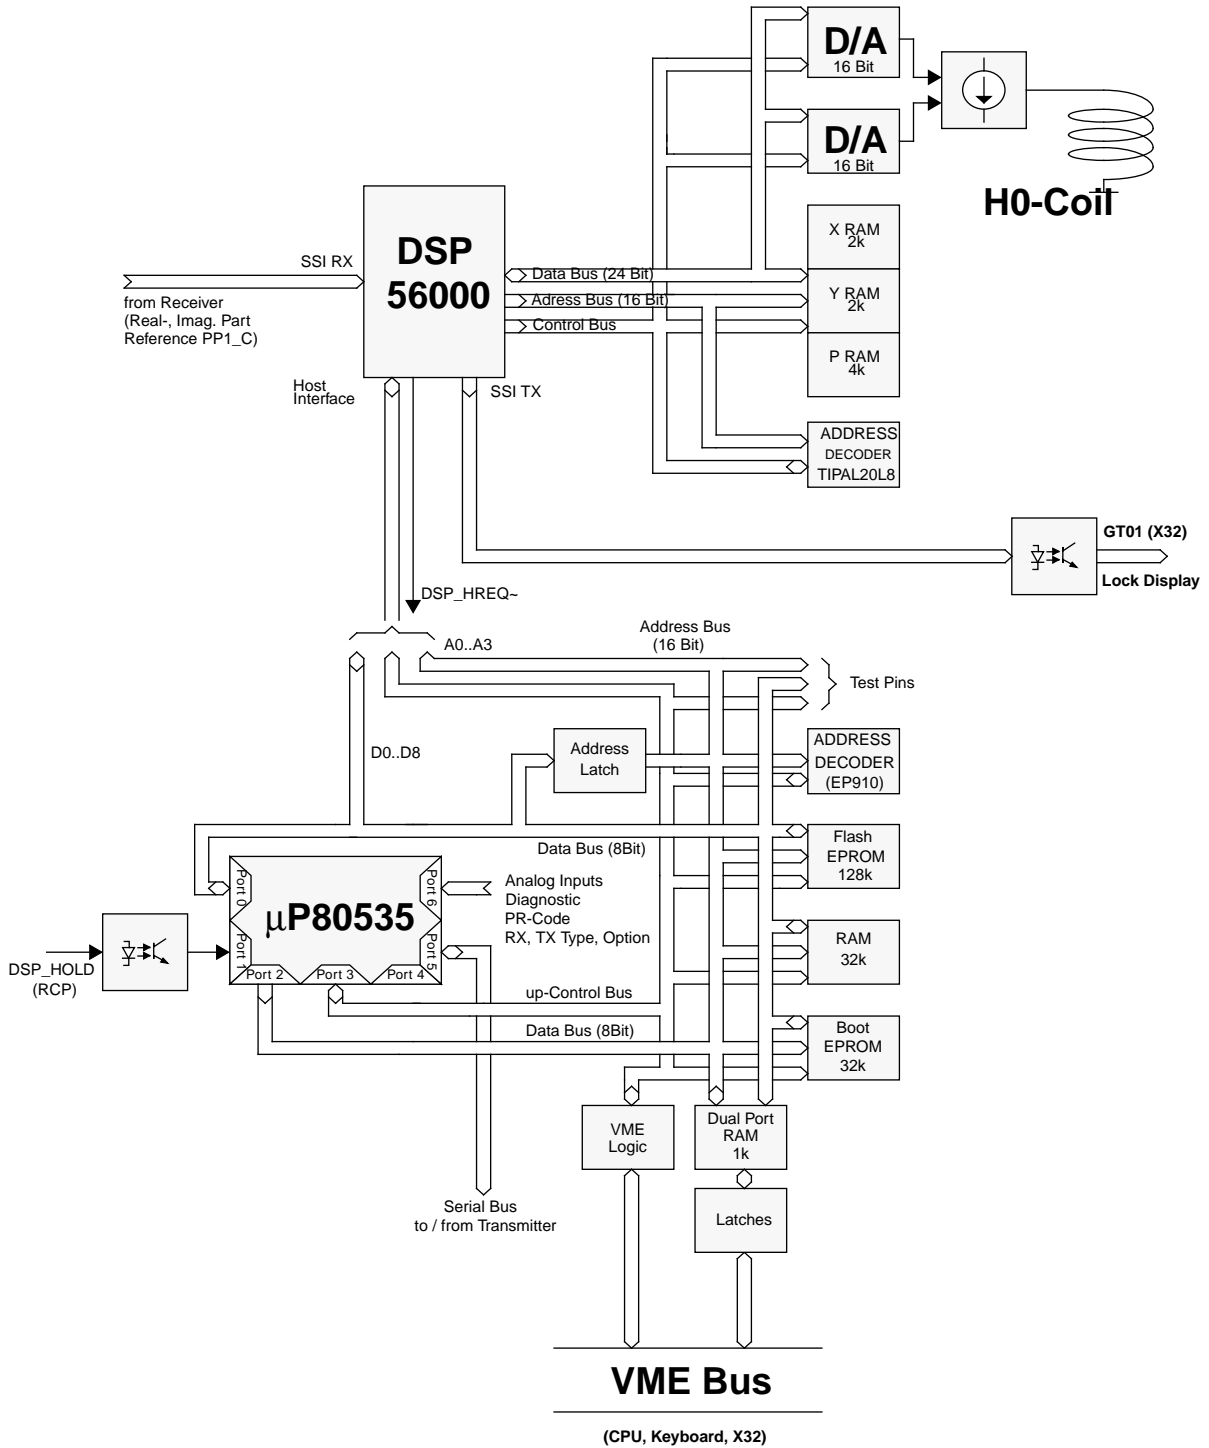 D/A
16 Bit
D/A
16 Bit
H0-Coil
DSP
56000
SSI RX
from Receiver
(Real-, Imag. Part
Reference PP1_C)
Data Bus (24 Bit)
Adress Bus (16 Bit)
Control Bus
X RAM
2k
Y RAM
2k
P RAM
4k
Host
Interface
SSI TX
ADDRESS
DECODER
TIPAL20L8
GT01 (X32)
Lock Display
DSP_HREQ~
A0..A3
Address Bus
(16 Bit)
Test Pins
D0..D8
Address
Latch
ADDRESS
DECODER
(EP910)
Data Bus (8Bit)
Flash
EPROM
128k
Port 0
Port 6
µP80535
Port 1
Port 5
Port 2
Port 3
Port 4
Analog Inputs
Diagnostic
PR-Code
RX, TX Type, Option
RAM
32k
DSP_HOLD
(RCP)
up-Control Bus
Data Bus (8Bit)
Boot
EPROM
32k
VME
Logic
Dual Port
RAM
1k
Serial Bus
to / from Transmitter
Latches
VME Bus
(CPU, Keyboard, X32)